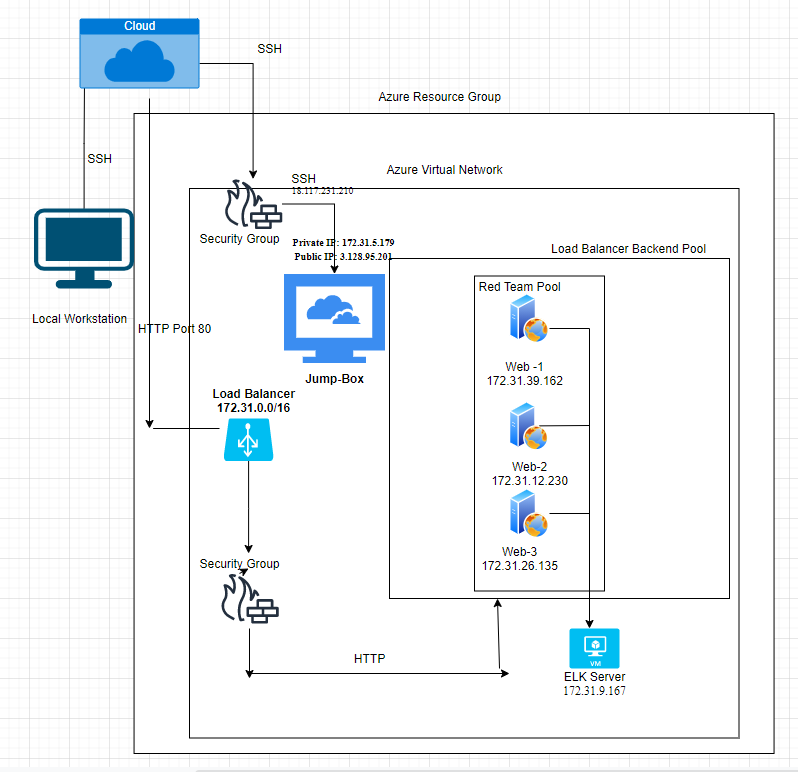 Cloud
SSH
Azure Resource Group
SSH
Azure Virtual Network
SSH
18.117.231.210
Security Group
Private IP: 172.31.5.179
Public IP: 3.128.95.201
Load Balancer Backend Pool
Red Team Pool
Local Workstation
HTTP Port 80
Web -1
172.31.39.162
Jump-Box
Load Balancer
172.31.0.0/16
Web-2
172.31.12.230
Web-3
172.31.26.135
Security Group
HTTP
VM
ELK Server
172.31.9.167